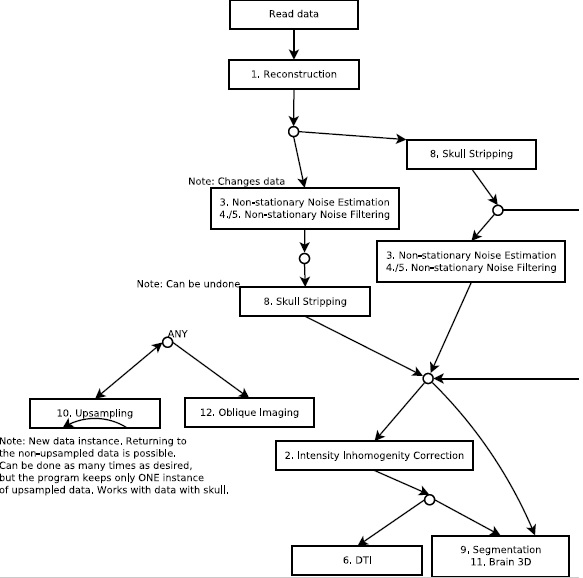 Read data
1. Reconstruction
8. Skull Stripping
Note: Changes data
3. Non-stationary Noise Estimation
4./5. Non-stationary Noise Filtering
3. Non-stationary Noise Estimation
4./5. Non-stationary Noise Filtering
Note: Can be undone
8. Skull Stripping
ANY
10. Upsampling
12. Oblique Imaging
Note: New data instance. Returning to
the non-upsampled data is possible.
Can be done as many times as desired,
but the program keeps only ONE instance
of upsampled data. Works with data with skull.
2. Intensity Inhomogenity Correction
6. DTI
9. Segmentation
11. Brain 3D